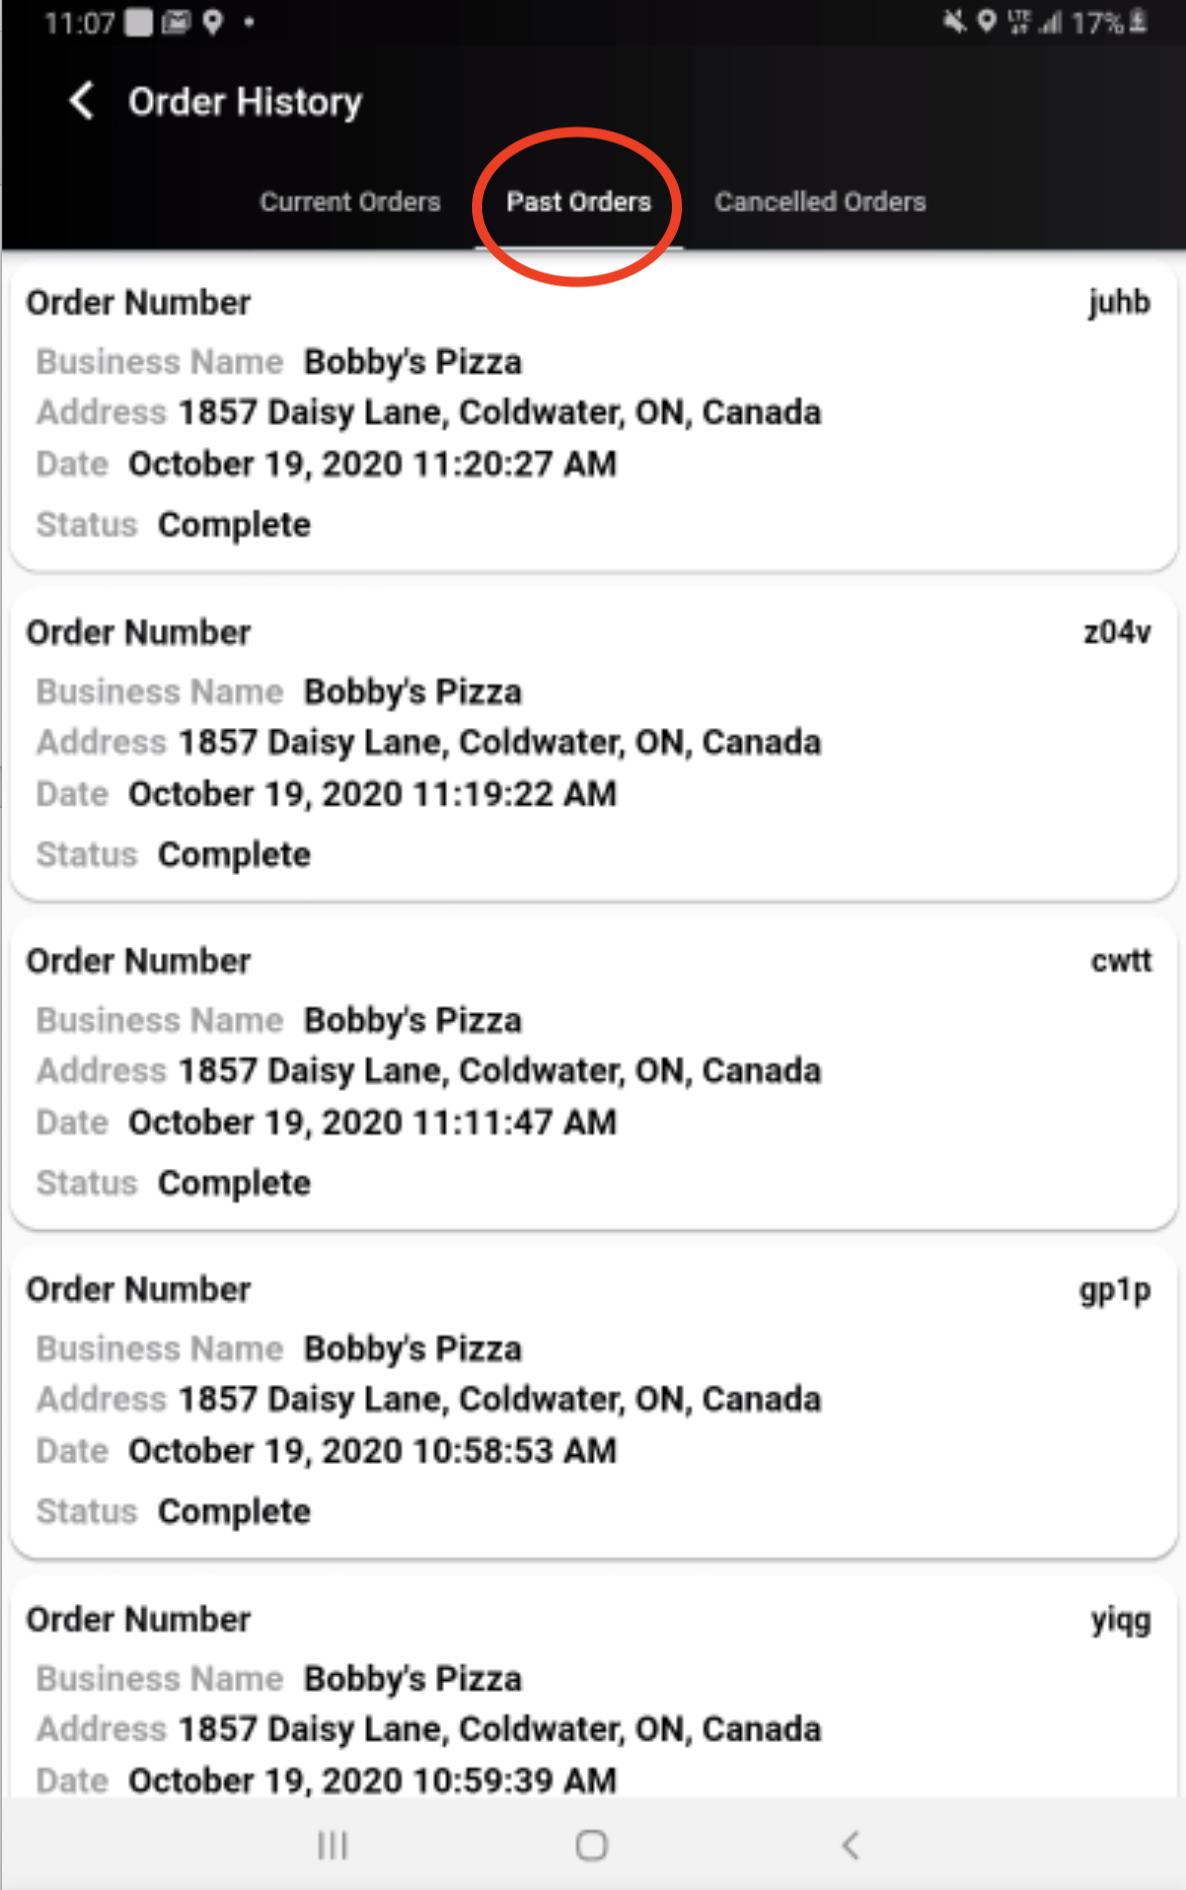 11:07 LTE 17%
Order History
Current Orders Past Orders Cancelled Orders
Order Number juhb
Business Name Bobby's Pizza
Address 1857 Daisy Lane, Coldwater, ON, Canada
Date October 19, 2020 11:20:27 AM
Status Complete
Order Number z04v
Business Name Bobby's Pizza
Address 1857 Daisy Lane, Coldwater, ON, Canada
Date October 19, 2020 11:19:22 AM
Status Complete
Order Number cwtt
Business Name Bobby's Pizza
Address 1857 Daisy Lane, Coldwater, ON, Canada
Date October 19, 2020 11:11:47 AM
Status Complete
Order Number gp1p
Business Name Bobby's Pizza
Address 1857 Daisy Lane, Coldwater, ON, Canada
Date October 19, 2020 10:58:53 AM
Status Complete
Order Number yiqg
Business Name Bobby's Pizza
Address 1857 Daisy Lane, Coldwater, ON, Canada
Date October 19, 2020 10:59:39 AM